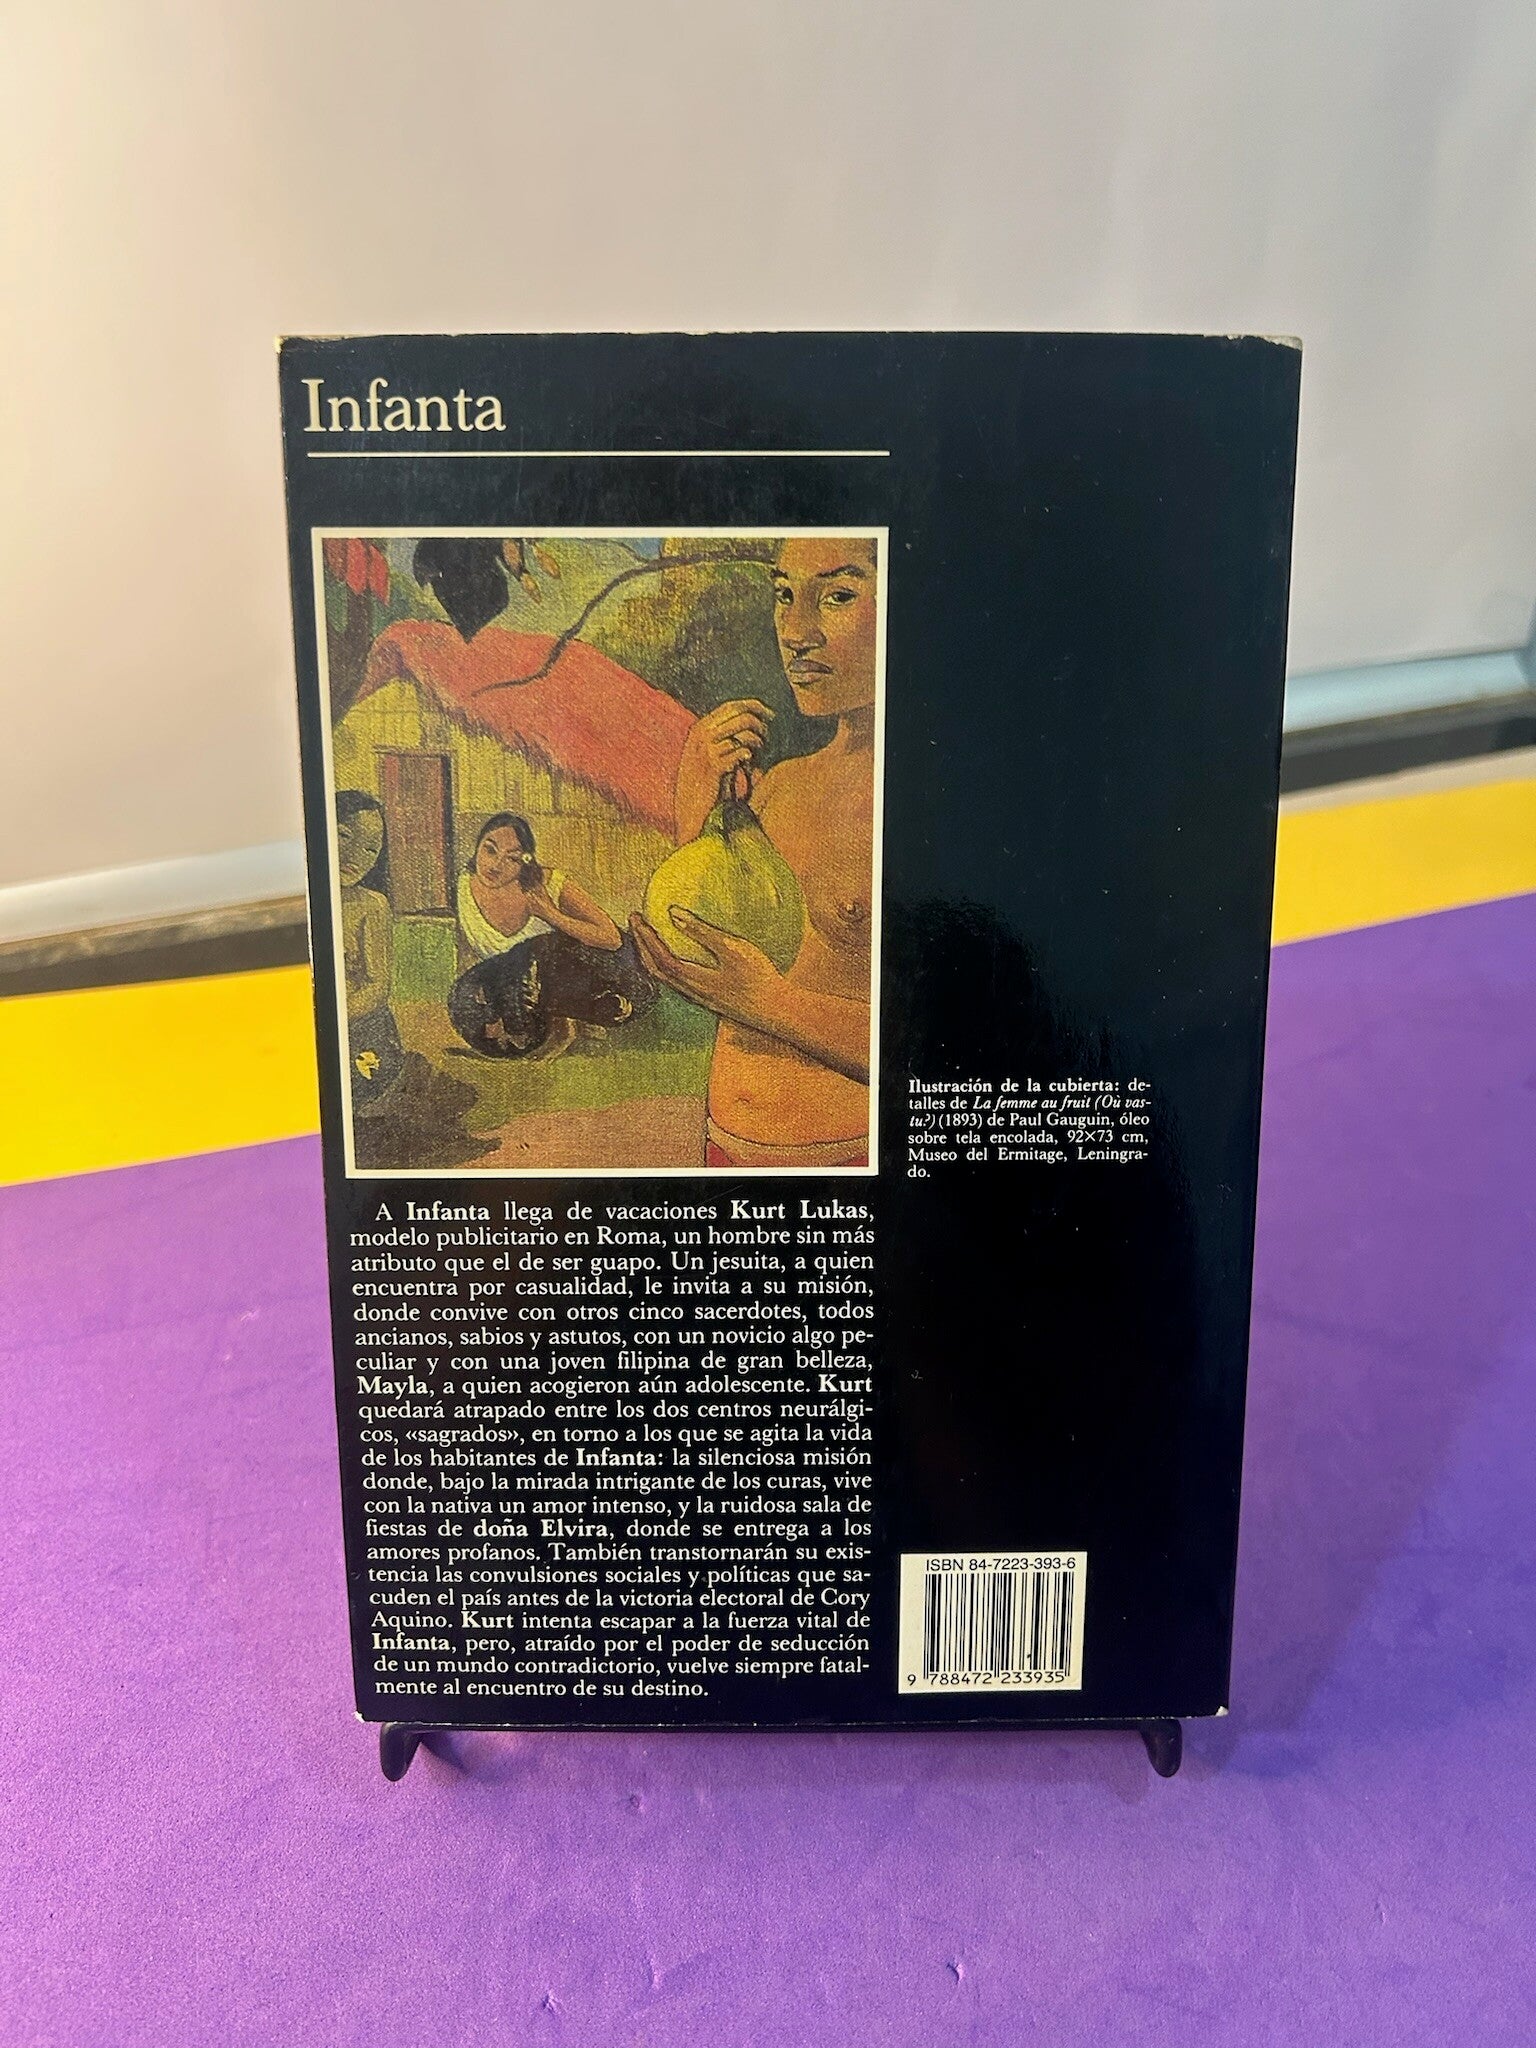 Infanta
Ilustración de la cubierta: de-
talles de La femme au fruit (Où vas-
tu?) (1893) de Paul Gauguin, óleo
sobre tela encolada, 92×73 cm,
Museo del Ermitage, Leningra-
do.
A Infanta llega de vacaciones Kurt Lukas,
modelo publicitario en Roma, un hombre sin más
atributo que el de ser guapo. Un jesuita, a quien
encuentra por casualidad, le invita a su misión,
donde convive con otros cinco sacerdotes, todos
ancianos, sabios y astutos, con un novicio algo pe-
culiar y con una joven filipina de gran belleza,
Mayla, a quien acogieron aún adolescente. Kurt
quedará atrapado entre los dos centros neurálgi-
cos, «sagrados», en torno a los que se agita la vida
de los habitantes de Infanta: la silenciosa misión
donde, bajo la mirada intrigante de los curas, vive
con la nativa un amor intenso, y la ruidosa sala de
fiestas de doña Elvira, donde se entrega a los
amores profanos. También transtornarán su exis-
tencia las convulsiones sociales y políticas que sa-
cuden el país antes de la victoria electoral de Cory
Aquino. Kurt intenta escapar a la fuerza vital de
Infanta, pero, atraído por el poder de seducción
de un mundo contradictorio, vuelve siempre fatal-
mente al encuentro de su destino.
ISBN 84-7223-393-6
9 788472 233935